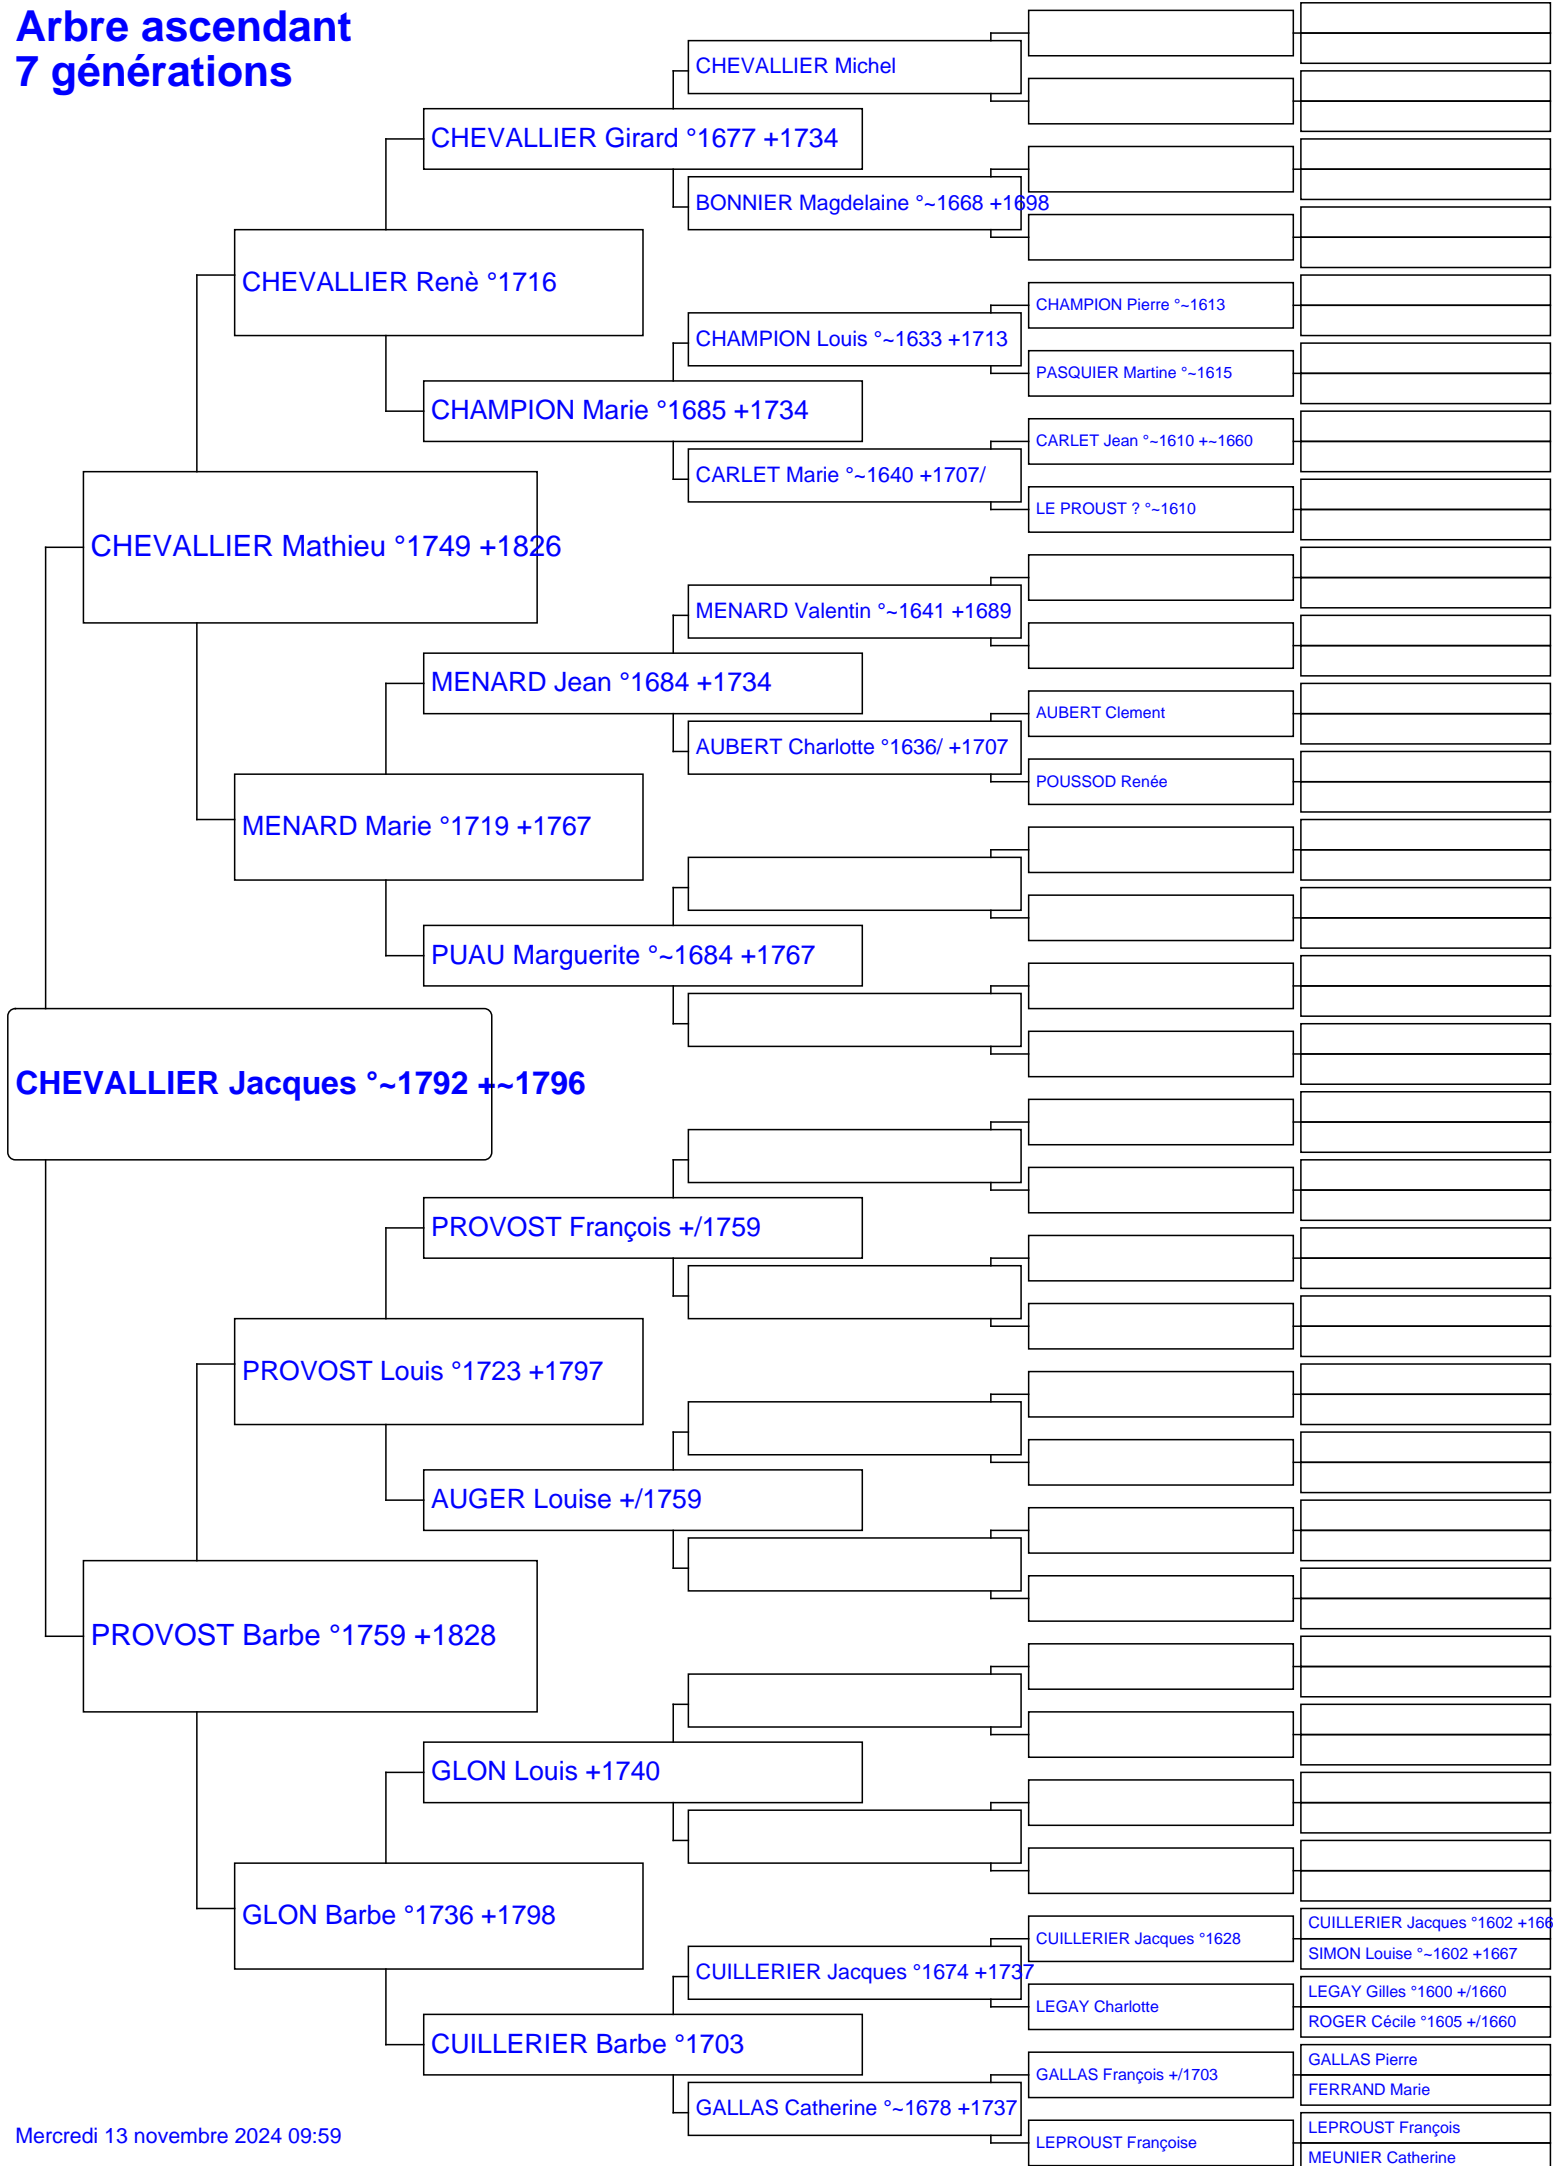 Arbre ascendant
7 générations
CHEVALLIER Michel
CHEVALLIER Girard °1677 +1734
BONNIER Magdelaine °~1668 +1698
CHEVALLIER Renè °1716
CHAMPION Pierre °~1613
CHAMPION Louis °~1633 +1713
PASQUIER Martine °~1615
CHAMPION Marie °1685 +1734
CARLET Jean °~1610 +~1660
CARLET Marie °~1640 +1707/
LE PROUST ? °~1610
CHEVALLIER Mathieu °1749 +1826
MENARD Valentin °~1641 +1689
MENARD Jean °1684 +1734
AUBERT Clement
AUBERT Charlotte °1636/ +1707
POUSSOD Renée
MENARD Marie °1719 +1767
PUAU Marguerite °~1684 +1767
CHEVALLIER Jacques °~1792 +~1796
PROVOST François +/1759
PROVOST Louis °1723 +1797
AUGER Louise +/1759
PROVOST Barbe °1759 +1828
GLON Louis +1740
GLON Barbe °1736 +1798
CUILLERIER Jacques °1602 +166
CUILLERIER Jacques °1628
SIMON Louise °~1602 +1667
CUILLERIER Jacques °1674 +1737
LEGAY Gilles °1600 +/1660
LEGAY Charlotte
ROGER Cécile °1605 +/1660
CUILLERIER Barbe °1703
GALLAS Pierre
GALLAS François +/1703
FERRAND Marie
GALLAS Catherine °~1678 +1737
LEPROUST François
LEPROUST Françoise
MEUNIER Catherine
Mercredi 13 novembre 2024 09:59